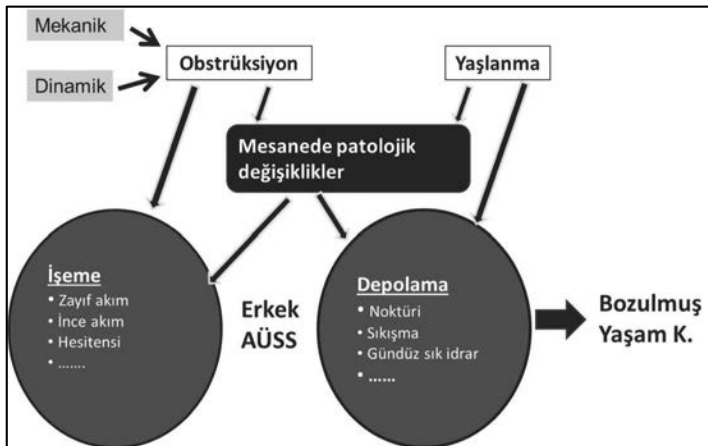 Mekanik
Dinamik
Obstrüksiyon
Yaşlanma
Mesanede patolojik
değişiklikler
İşeme
• Zayıf akım
• İnce akım
• Hesitensi
• .......
Erkek
AÜSS
Depolama
• Noktüri
• Sıkışma
• Gündüz sık idrar
• ......
Bozulmuş
Yaşam K.